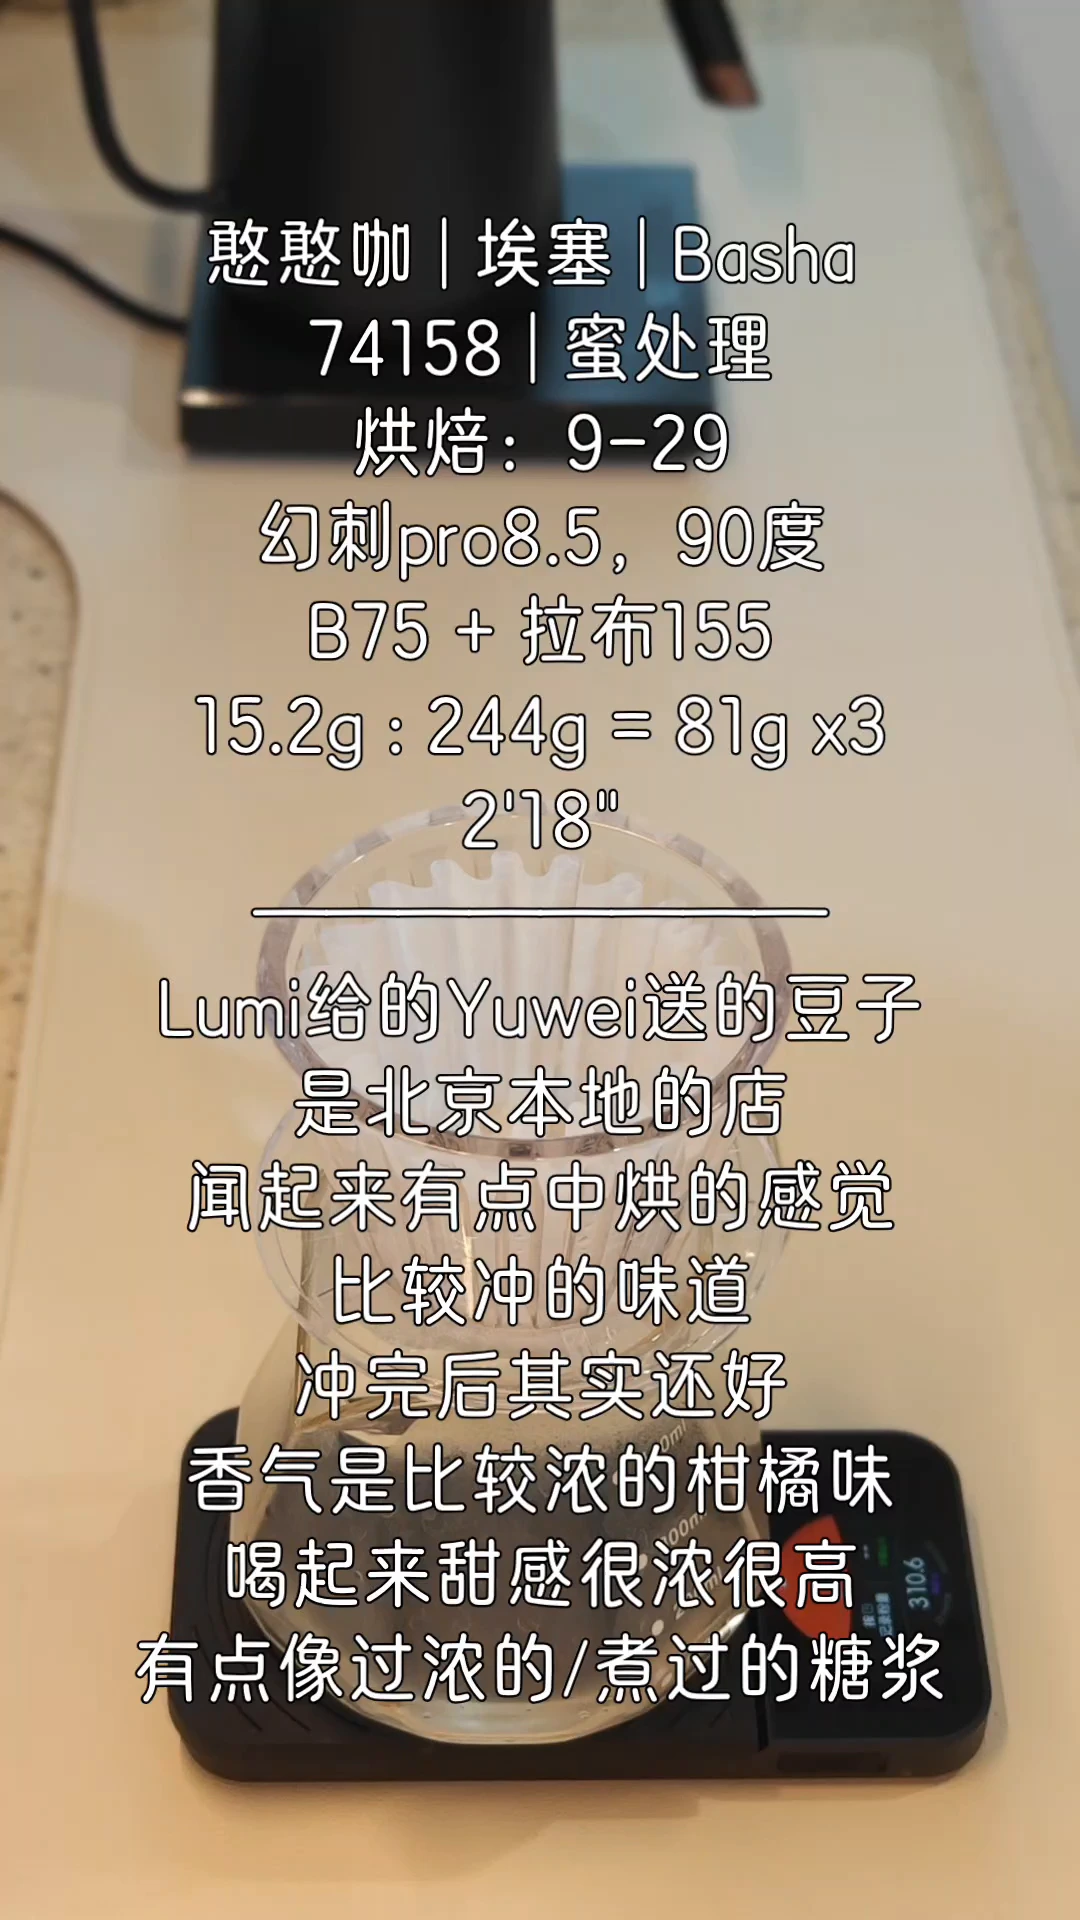 憨憨咖 | 埃塞 | Basha
74158 | 蜜处理
烘焙：9-29
幻刺pro8.5，90度
B75 + 拉布155
15.2g : 244g = 81g x3
2'18"
Lumi给的Yuwei送的豆子
是北京本地的店
闻起来有点中烘的感觉
比较冲的味道
冲完后其实还好
香气是比较浓的柑橘味
喝起来甜感很浓很高
有点像过浓的/煮过的糖浆
310.6